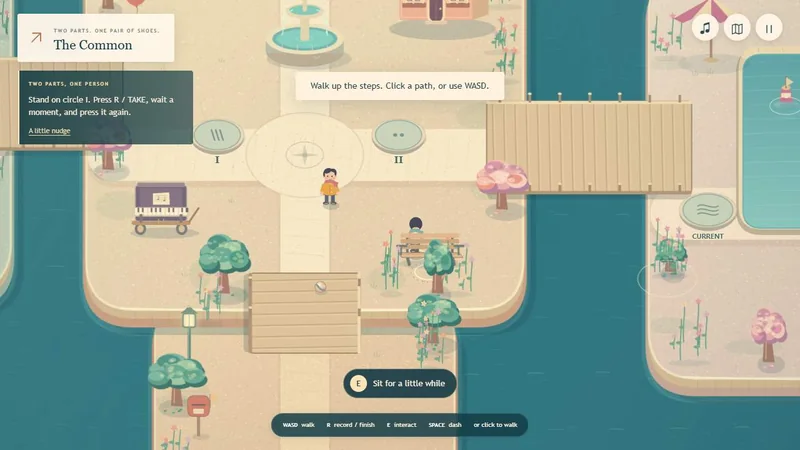 TWO PARTS. ONE PAIR OF SHOES.
The Common
TWO PARTS, ONE PERSON
Stand on circle I. Press R / TAKE, wait a
moment, and press it again.
A little nudge
Walk up the steps. Click a path, or use WASD.
I
II
CURRENT
E Sit for a little while
WASD walk R record / finish E interact SPACE dash or click to walk